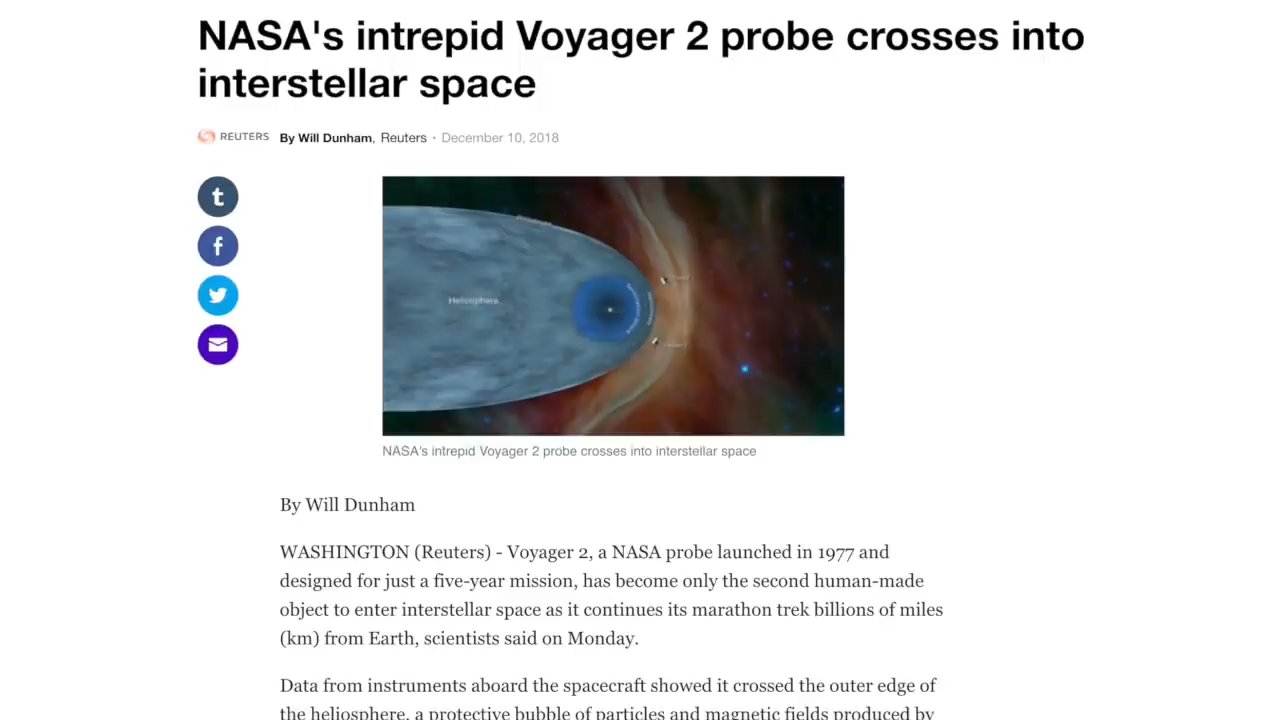 NASA's intrepid Voyager 2 probe crosses into
interstellar space
REUTERS By Will Dunham, Reuters · December 10, 2018
t
f
Heliosphere
NASA's intrepid Voyager 2 probe crosses into interstellar space
By Will Dunham
WASHINGTON (Reuters) - Voyager 2, a NASA probe launched in 1977 and
designed for just a five-year mission, has become only the second human-made
object to enter interstellar space as it continues its marathon trek billions of miles
(km) from Earth, scientists said on Monday.
Data from instruments aboard the spacecraft showed it crossed the outer edge of
the heliosphere, a protective bubble of particles and magnetic fields produced by